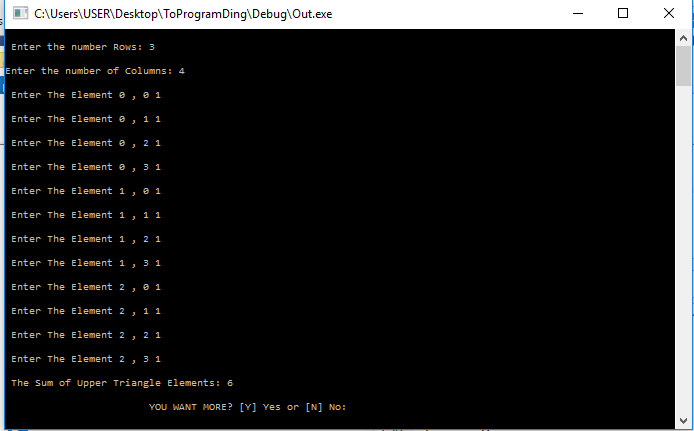 C:\Users\USER\Desktop\ToProgramDing\Debug\Out.exe
Enter the number Rows: 3
Enter the number of Columns: 4
Enter The Element 0 , 0 1
Enter The Element 0 , 1 1
Enter The Element 0 , 2 1
Enter The Element 0 , 3 1
Enter The Element 1 , 0 1
Enter The Element 1 , 1 1
Enter The Element 1 , 2 1
Enter The Element 1 , 3 1
Enter The Element 2 , 0 1
Enter The Element 2 , 1 1
Enter The Element 2 , 2 1
Enter The Element 2 , 3 1
The Sum of Upper Triangle Elements: 6
YOU WANT MORE? [Y] Yes or [N] No: